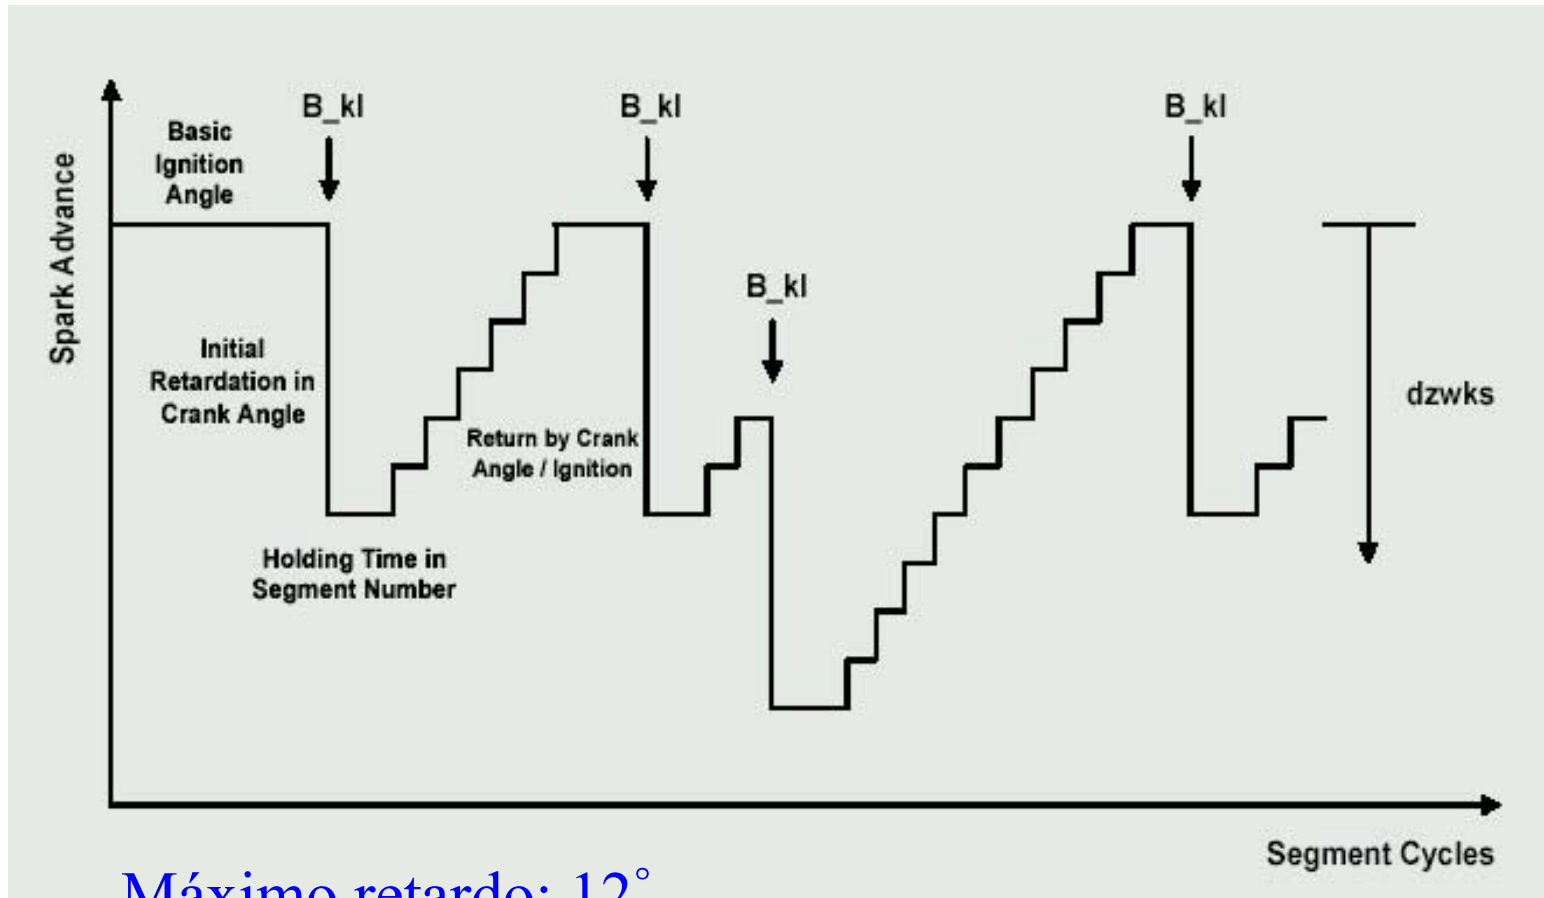 B_kl
B_kl
B_kl
Basic
Ignition
Angle
Spark Advance
B_kl
Initial
Retardation in
Crank Angle
dzwks
Return by Crank
Angle / Ignition
Holding Time in
Segment Number
Segment Cycles
Máximo retardo: 12°